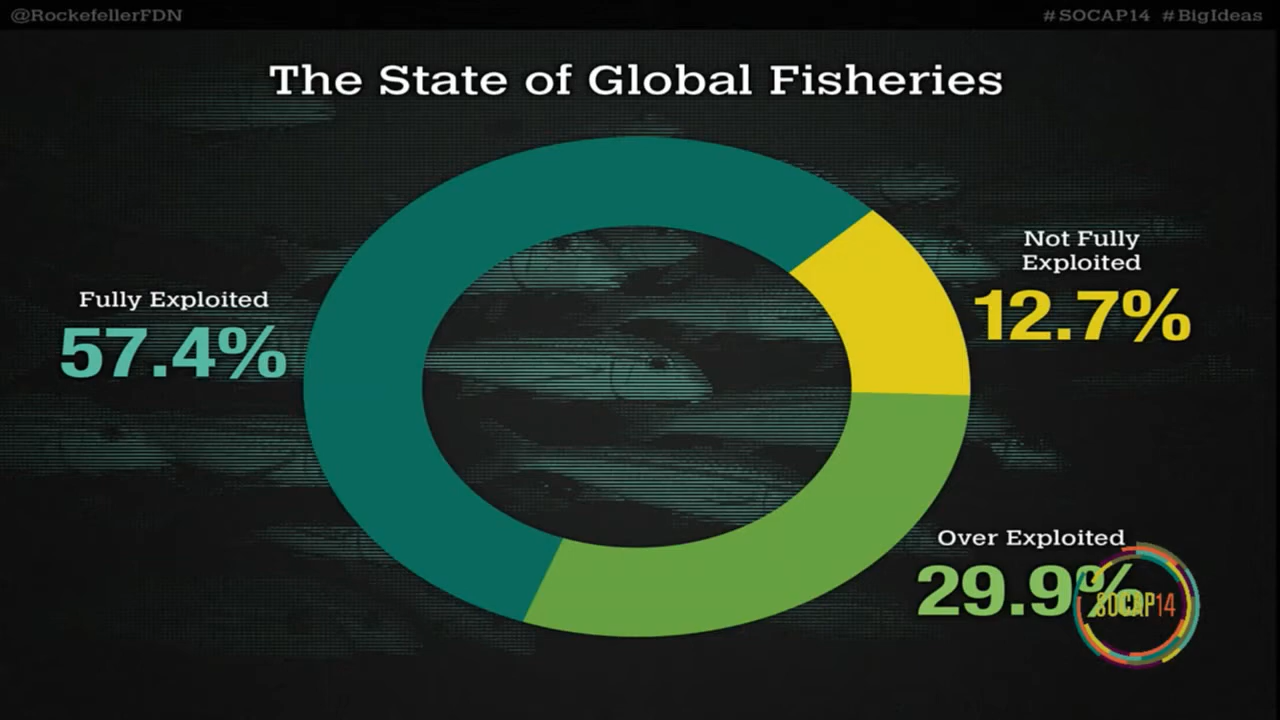 @RockefellerFDN
#SOCAP14 #BigIdeas
The State of Global Fisheries
Not Fully
Exploited
12.7%
Fully Exploited
57.4%
Over Exploited
29.9%
SOCAP14